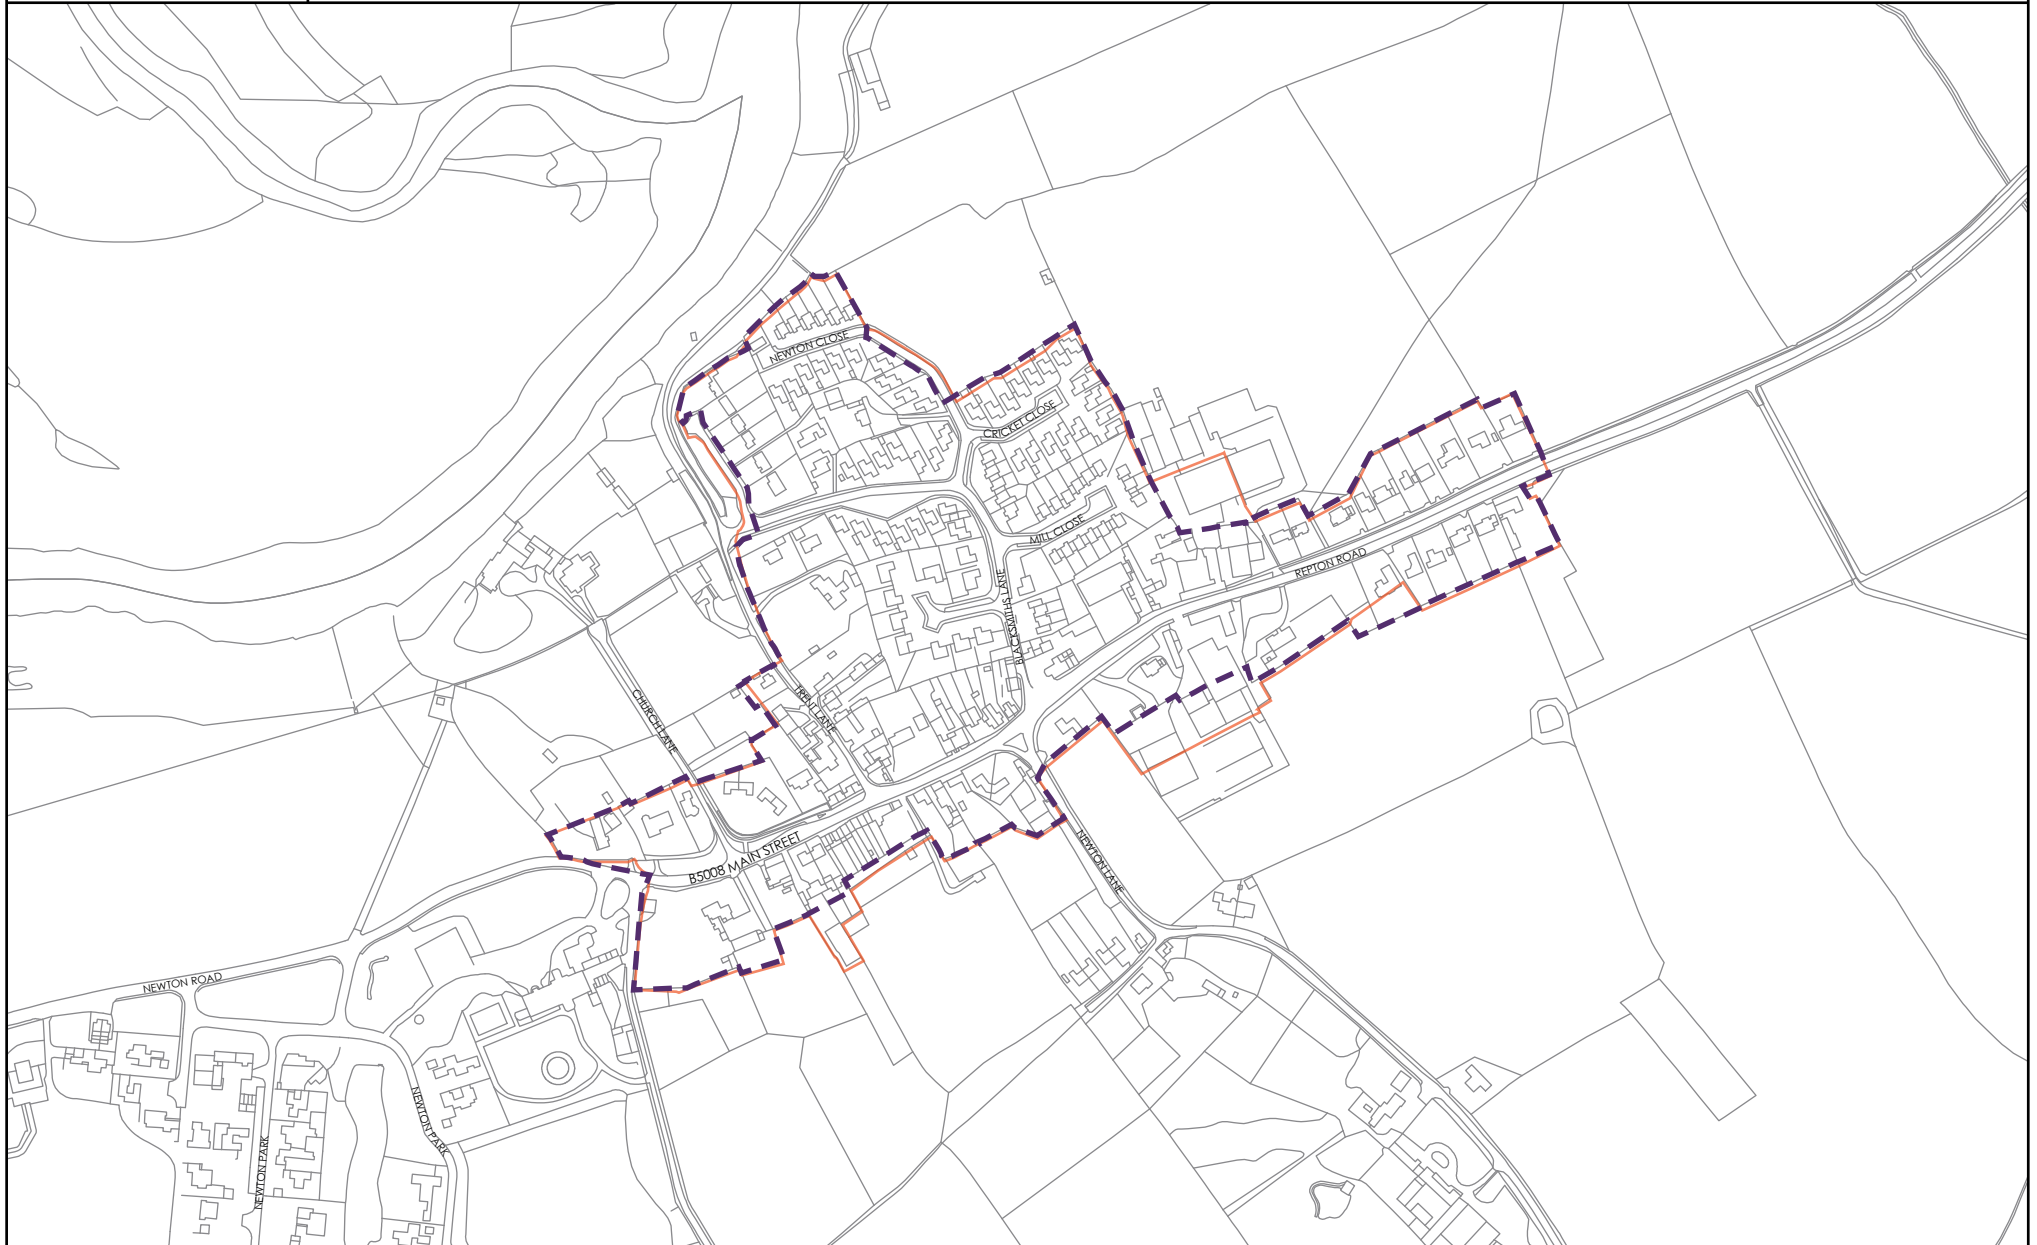 NEWTON CLOSE
CRICKET CLOSE
MILL CLOSE
REPTON ROAD
BLACKSMITHS LANE
CHURCH LANE
TRENT LANE
B5008 MAIN STREET
NEWTON LANE
NEWTON ROAD
NEWTON PARK
NEWTON PARK